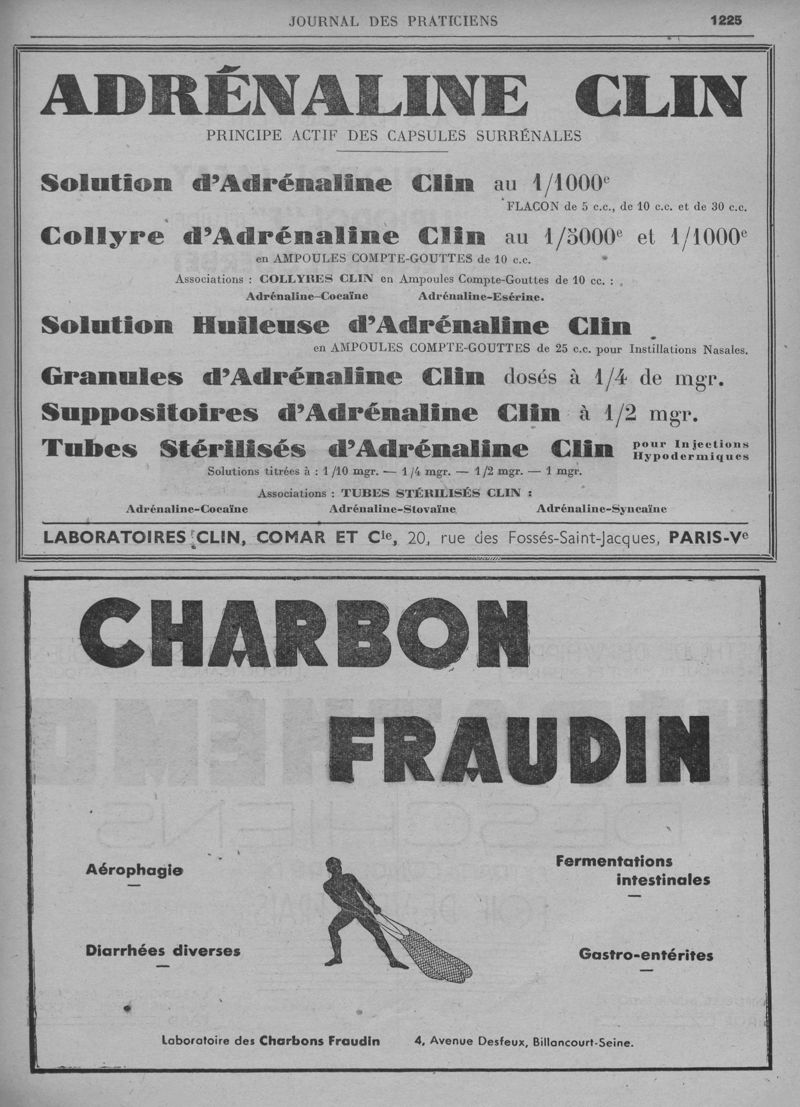 JOURNAL DES PRATICIENS 1225
ADRÉNALINE CLIN
PRINCIPE ACTIF DES CAPSULES SURRÉNALES
Solution d'Adrénaline Clin au 1/1000e
FLACON de 5 c.c., de 10 c.c. et de 30 c.c.
Collyre d'Adrénaline Clin au 1/5000e et 1/1000e
en AMPOULES COMPTE-GOUTTES de 10 c.c.
Associations : COLLYRES CLIN en Ampoules Compte-Gouttes de 10 cc. :
Adrénaline-Cocaïne Adrénaline-Esérine.
Solution Huileuse d'Adrénaline Clin
en AMPOULES COMPTE-GOUTTES de 25 c.c. pour Instillations Nasales.
Granules d'Adrénaline Clin dosés à 1/4 de mgr.
Suppositoires d'Adrénaline Clin à 1/2 mgr.
Tubes Stérilisés d'Adrénaline Clin pour Injections
Hypodermiques
Solutions titrées à : 1/10 mgr. — 1/4 mgr. — 1/2 mgr. — 1 mgr.
Associations : TUBES STÉRILISÉS CLIN :
Adrénaline-Cocaïne Adrénaline-Stovaïne Adrénaline-Syncaïne
LABORATOIRES CLIN, COMAR ET Cie, 20, rue des Fossés-Saint-Jacques, PARIS-Ve
CHARBON
FRAUDIN
Aérophagie
Fermentations
intestinales
Diarrhées diverses
Gastro-entérites
Laboratoire des Charbons Fraudin 4, Avenue Desfeux, Billancourt-Seine.